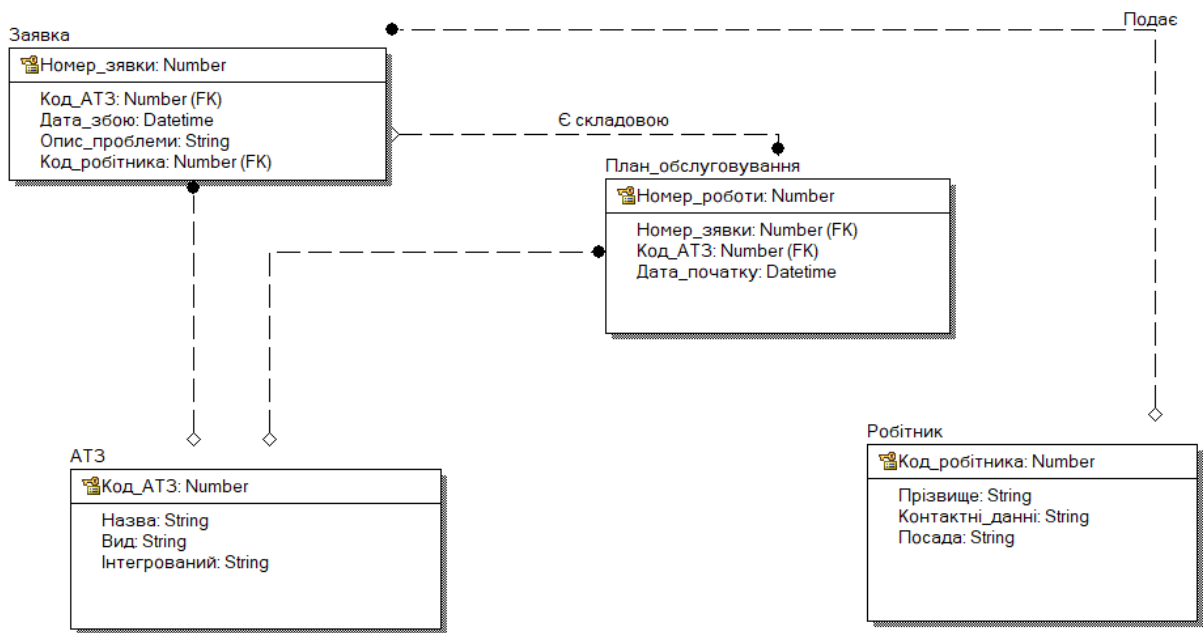 Подає
Заявка
Номер_зявки: Number
Код_АТЗ: Number (FK)
Дата_збою: Datetime
Опис_проблеми: String
Код_робітника: Number (FK)
Є складовою
План_обслуговування
Номер_роботи: Number
Номер_зявки: Number (FK)
Код_АТЗ: Number (FK)
Дата_початку: Datetime
АТЗ
Код_АТЗ: Number
Назва: String
Вид: String
Інтегрований: String
Робітник
Код_робітника: Number
Прізвище: String
Контактні_данні: String
Посада: String